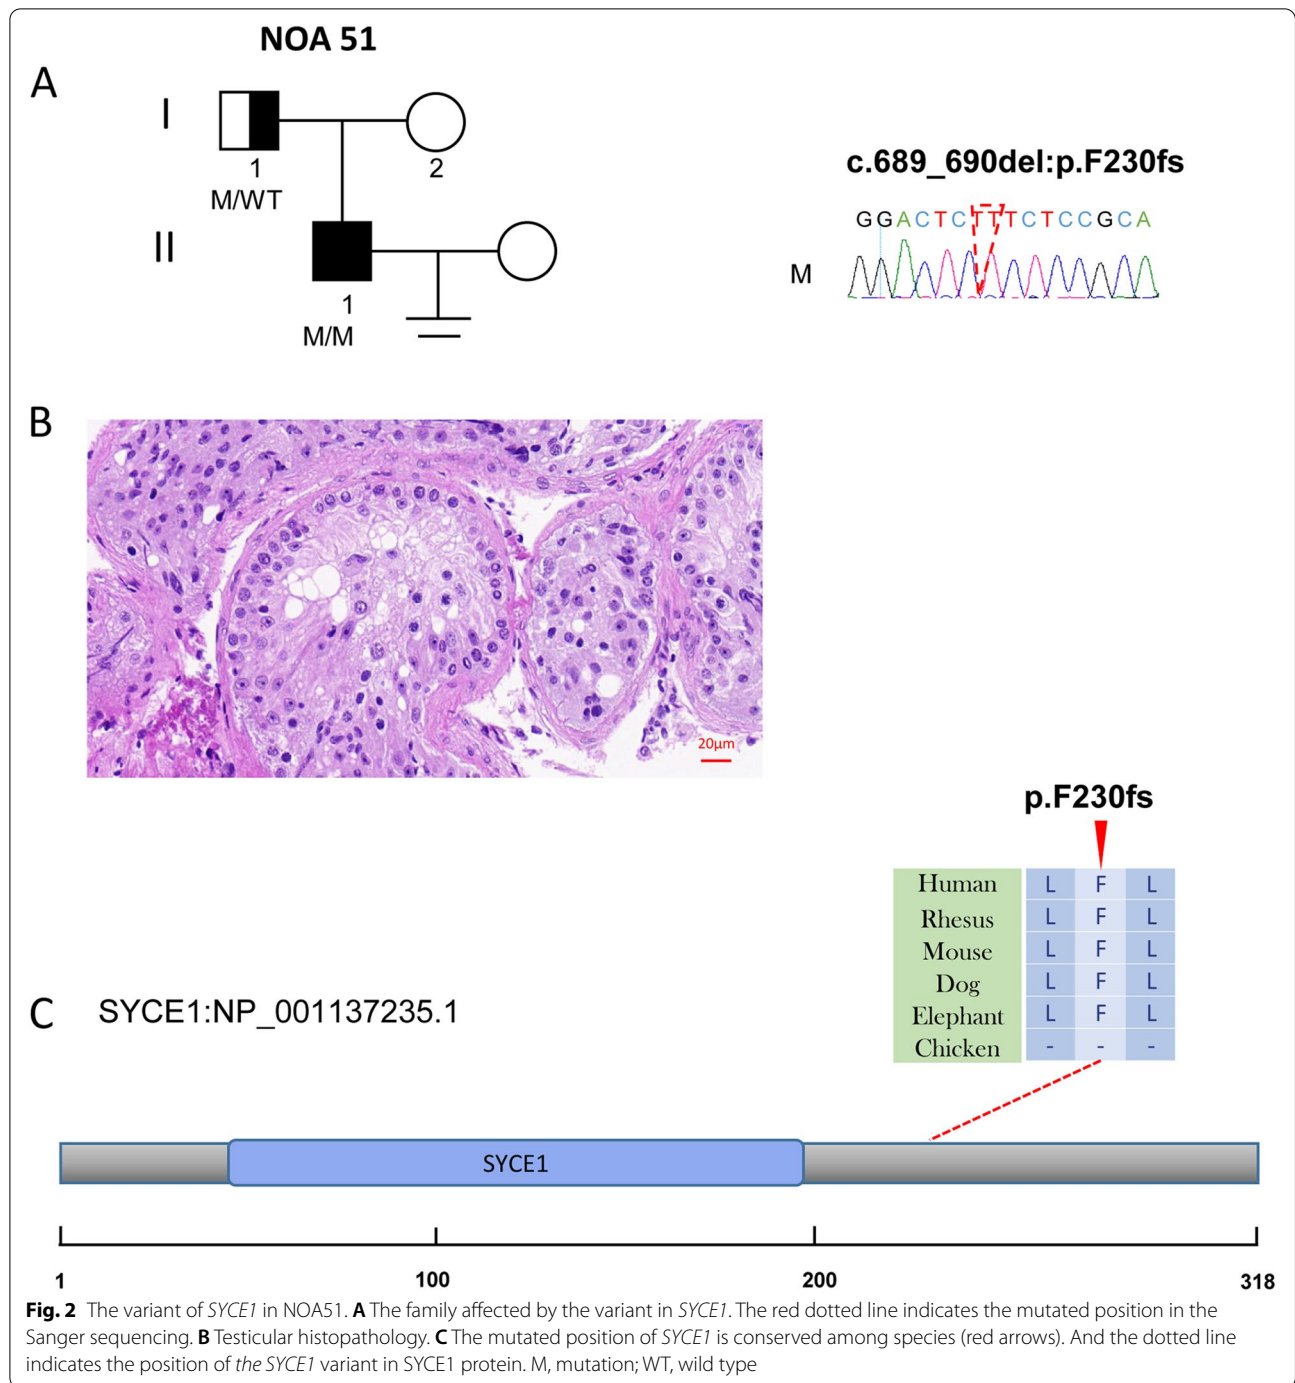 NOA 51
A
I
1
2
M/WT
II
1
M/M
c.689_690del:p.F230fs
GGACTCTTTCTCCGCA
M
B
20µm
p.F230fs
Human L F L
Rhesus L F L
Mouse L F L
Dog L F L
Elephant L F L
Chicken - - -
C SYCE1:NP_001137235.1
SYCE1
1 100 200 318
Fig. 2 The variant of SYCE1 in NOA51. A The family affected by the variant in SYCE1. The red dotted line indicates the mutated position in the
Sanger sequencing. B Testicular histopathology. C The mutated position of SYCE1 is conserved among species (red arrows). And the dotted line
indicates the position of the SYCE1 variant in SYCE1 protein. M, mutation; WT, wild type